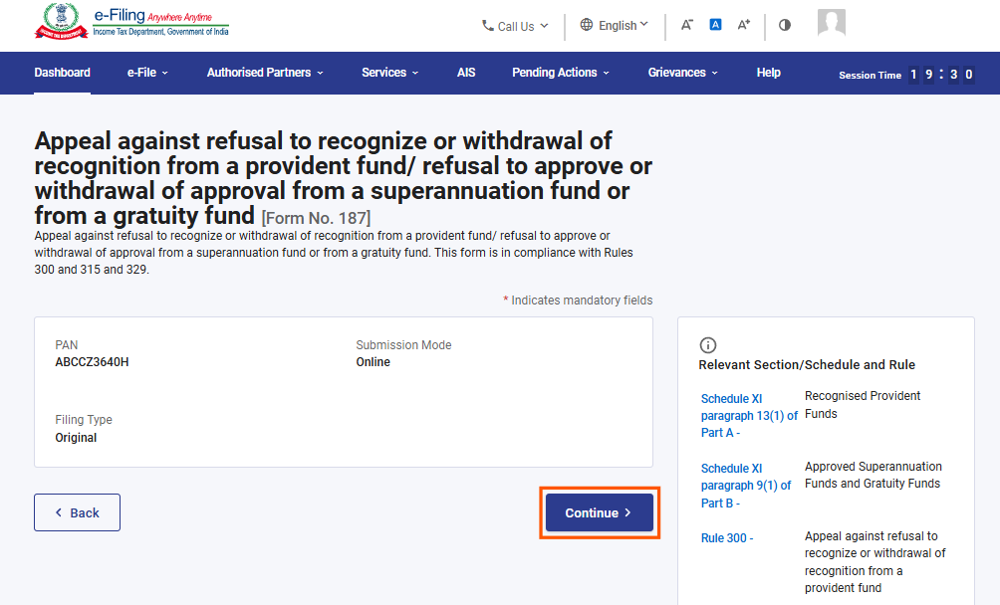 e-Filing Anywhere Anytime
Income Tax Department, Government of India
Call Us
English
A-
A
A+
Dashboard
e-File
Authorised Partners
Services
AIS
Pending Actions
Grievances
Help
Session Time 1 9 : 3 0
Appeal against refusal to recognize or withdrawal of
recognition from a provident fund/ refusal to approve or
withdrawal of approval from a superannuation fund or
from a gratuity fund [Form No. 187]
Appeal against refusal to recognize or withdrawal of recognition from a provident fund/ refusal to approve or
withdrawal of approval from a superannuation fund or from a gratuity fund. This form is in compliance with Rules
300 and 315 and 329.
* Indicates mandatory fields
PAN
ABCCZ3640H
Submission Mode
Online
Filing Type
Original
Back
Continue
Relevant Section/Schedule and Rule
Schedule XI
paragraph 13(1) of
Part A -
Recognised Provident
Funds
Schedule XI
paragraph 9(1) of
Part B -
Approved Superannuation
Funds and Gratuity Funds
Rule 300 -
Appeal against refusal to
recognize or withdrawal of
recognition from a
provident fund